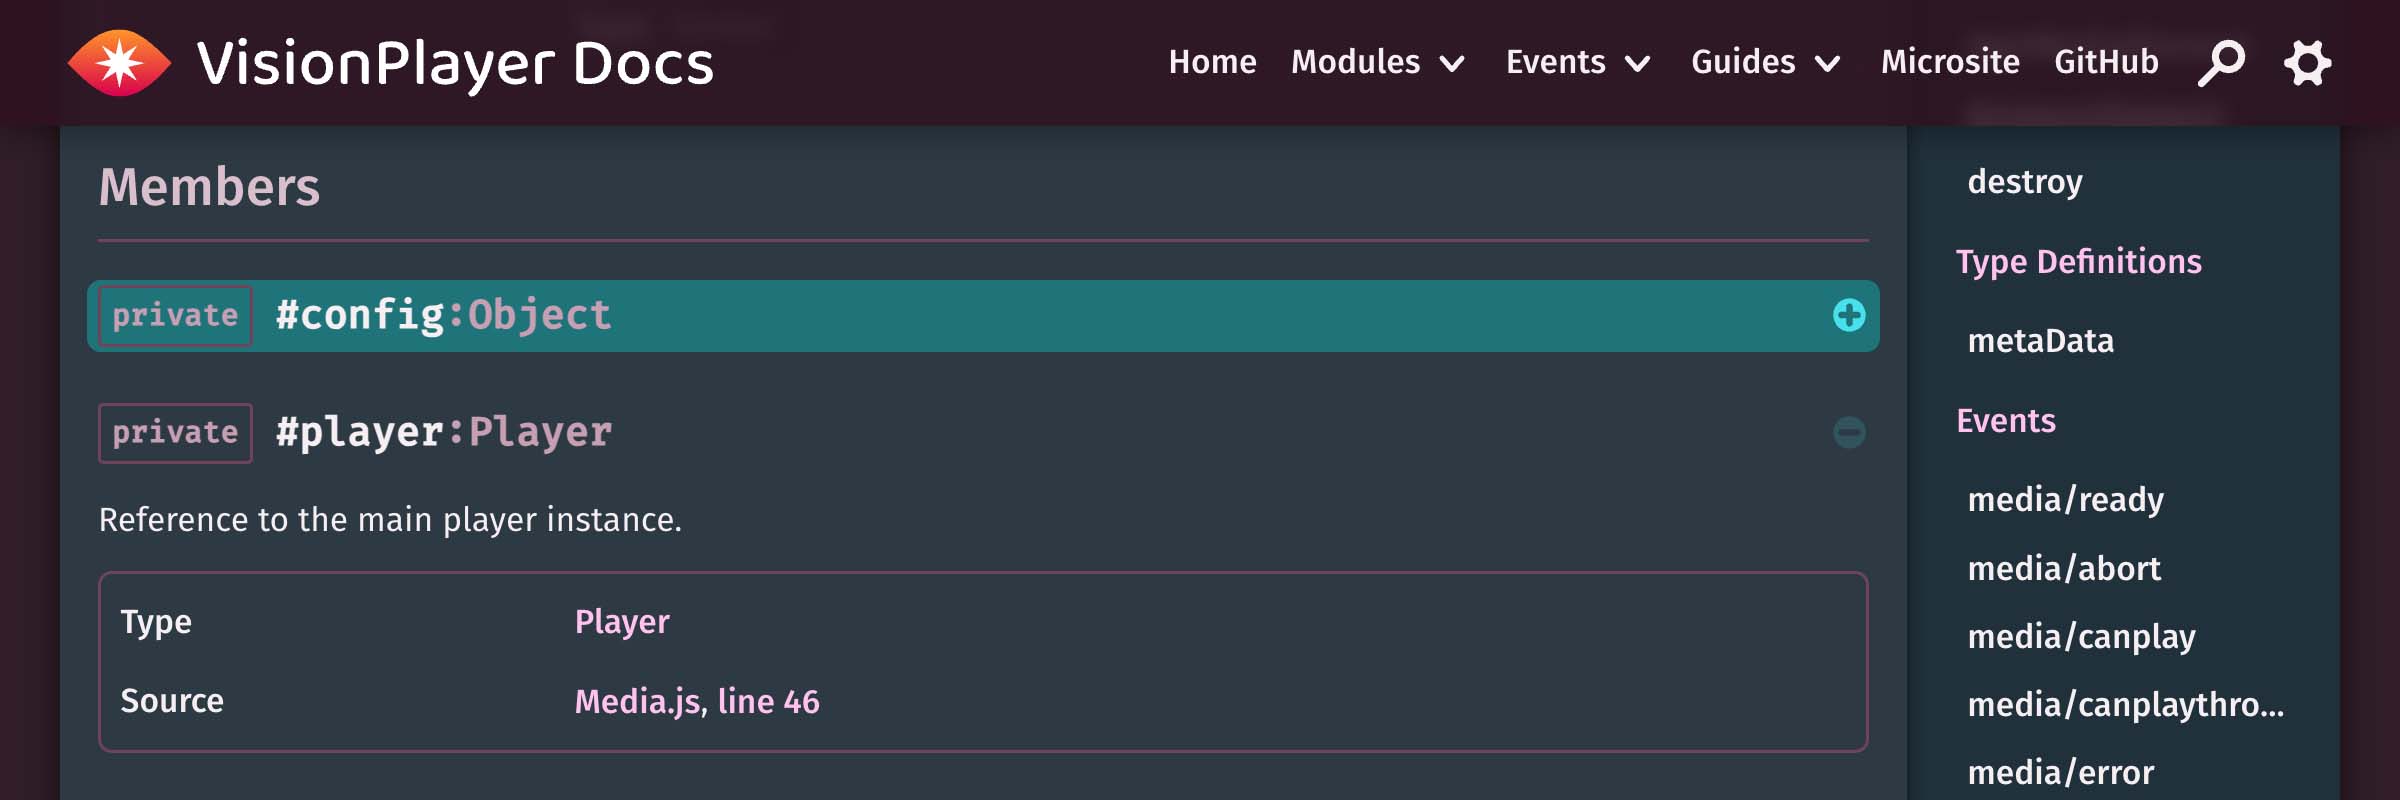 VisionPlayer Docs
Home Modules Events Guides Microsite GitHub
Members
private #config:Object
private #player:Player
Reference to the main player instance.
Type Player
Source Media.js, line 46
destroy
Type Definitions
metaData
Events
media/ready
media/abort
media/canplay
media/canplaythro...
media/error